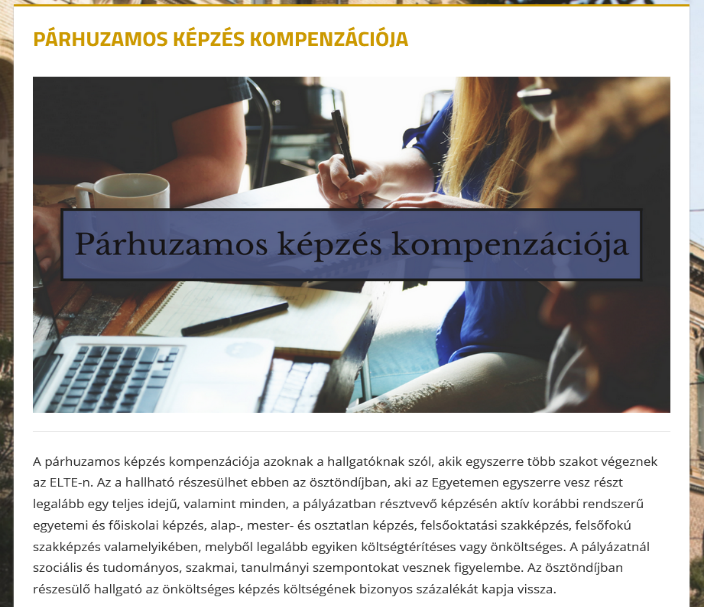 PÁRHUZAMOS KÉPZÉS KOMPENZÁCIÓJA
Párhuzamos képzés kompenzációja
A párhuzamos képzés kompenzációja azoknak a hallgatóknak szól, akik egyszerre több szakot végeznek
az ELTE-n. Az a hallható részesülhet ebben az ösztöndíjban, aki az Egyetemen egyszerre vesz részt
legalább egy teljes idejű, valamint minden, a pályázatban résztvevő képzésén aktív korábbi rendszerű
egyetemi és főiskolai képzés, alap-, mester- és osztatlan képzés, felsőoktatási szakképzés, felsőfokú
szakképzés valamelyikében, melyből legalább egyiken költségtérítéses vagy önköltséges. A pályázatnál
szociális és tudományos, szakmai, tanulmányi szempontokat vesznek figyelembe. Az ösztöndíjban
részesülő hallgató az önköltséges képzés költségének bizonyos százalékát kapja vissza.